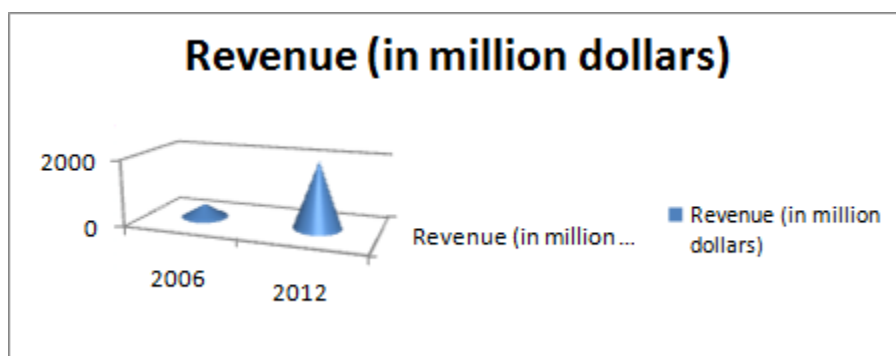 Revenue (in million dollars)
2000
0
2006
2012
Revenue (in million ...
Revenue (in million
dollars)